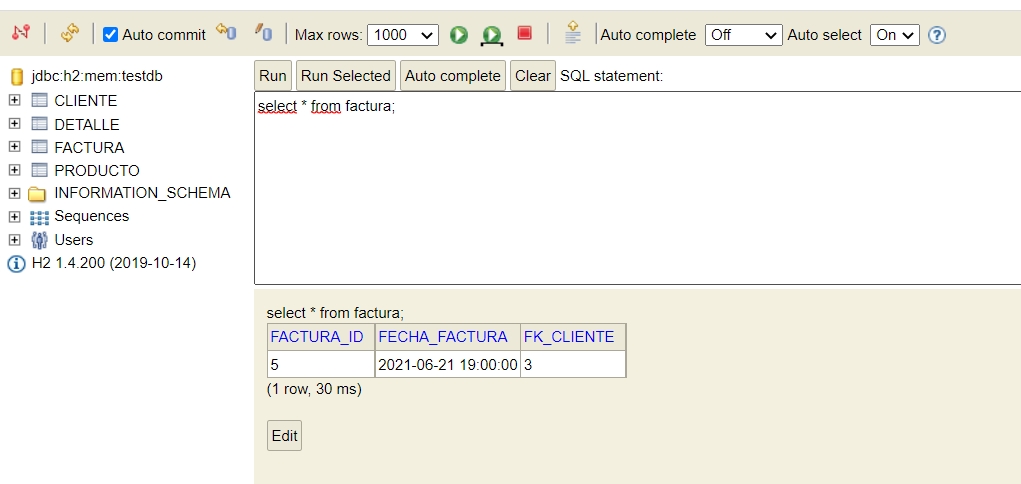 Auto commit Max rows: 1000 Auto complete Off Auto select On ?
jdbc:h2:mem:testdb
CLIENTE
DETALLE
FACTURA
PRODUCTO
INFORMATION_SCHEMA
Sequences
Users
H2 1.4.200 (2019-10-14)
Run Run Selected Auto complete Clear SQL statement:
select * from factura;
select * from factura;
FACTURA_ID FECHA_FACTURA FK_CLIENTE
5 2021-06-21 19:00:00 3
(1 row, 30 ms)
Edit